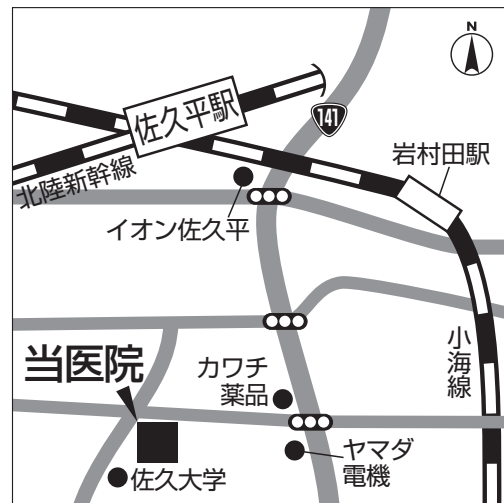 N
佐久平駅
141
岩村田駅
北陸新幹線
イオン佐久平
小海線
当医院
カワチ
薬品
ヤマダ
電機
佐久大学